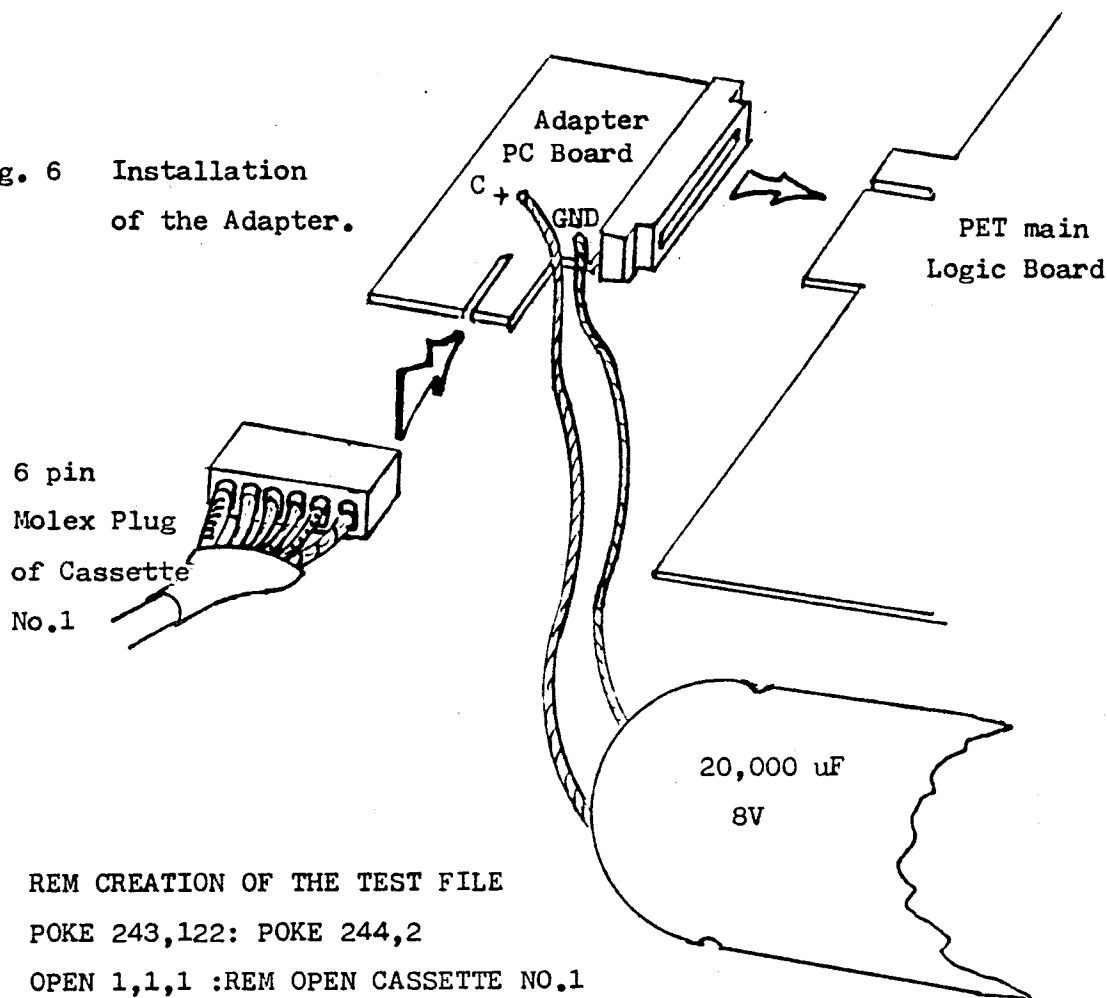 g. 6 Installation
of the Adapter.
Adapter
PC Board
C +
GND
PET main
Logic Board
6 pin
Molex Plug
of Cassette
No.1
20,000 uF
8V
REM CREATION OF THE TEST FILE
POKE 243,122: POKE 244,2
OPEN 1,1,1 :REM OPEN CASSETTE NO.1